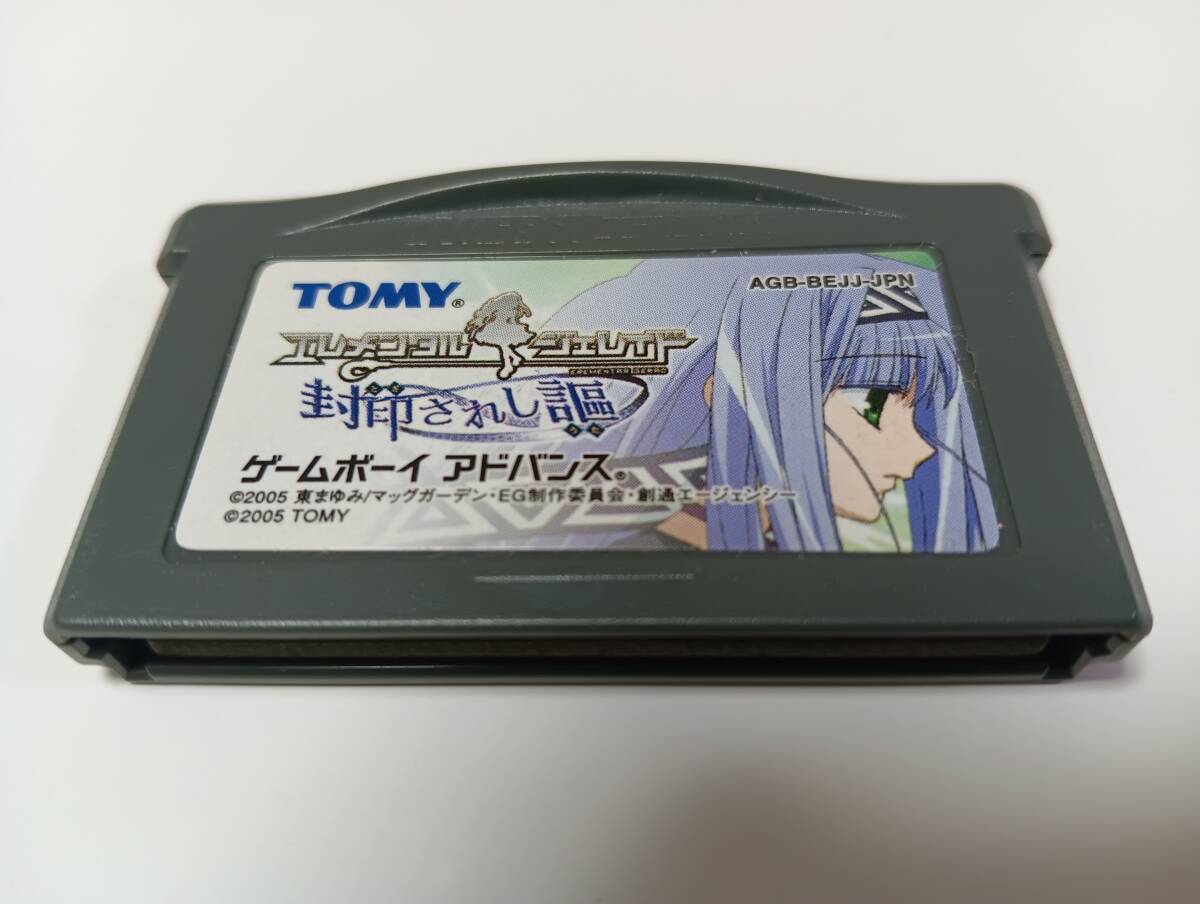 TOMY®
AGB-BEJJ-JPN
エレメンタル ジェレイド
EREMENTAR GERAD
封印されし謳
ゲームボーイ アドバンス®
©2005 東まゆみ/マッグガーデン・EG制作委員会・創通エージェンシー
©2005 TOMY